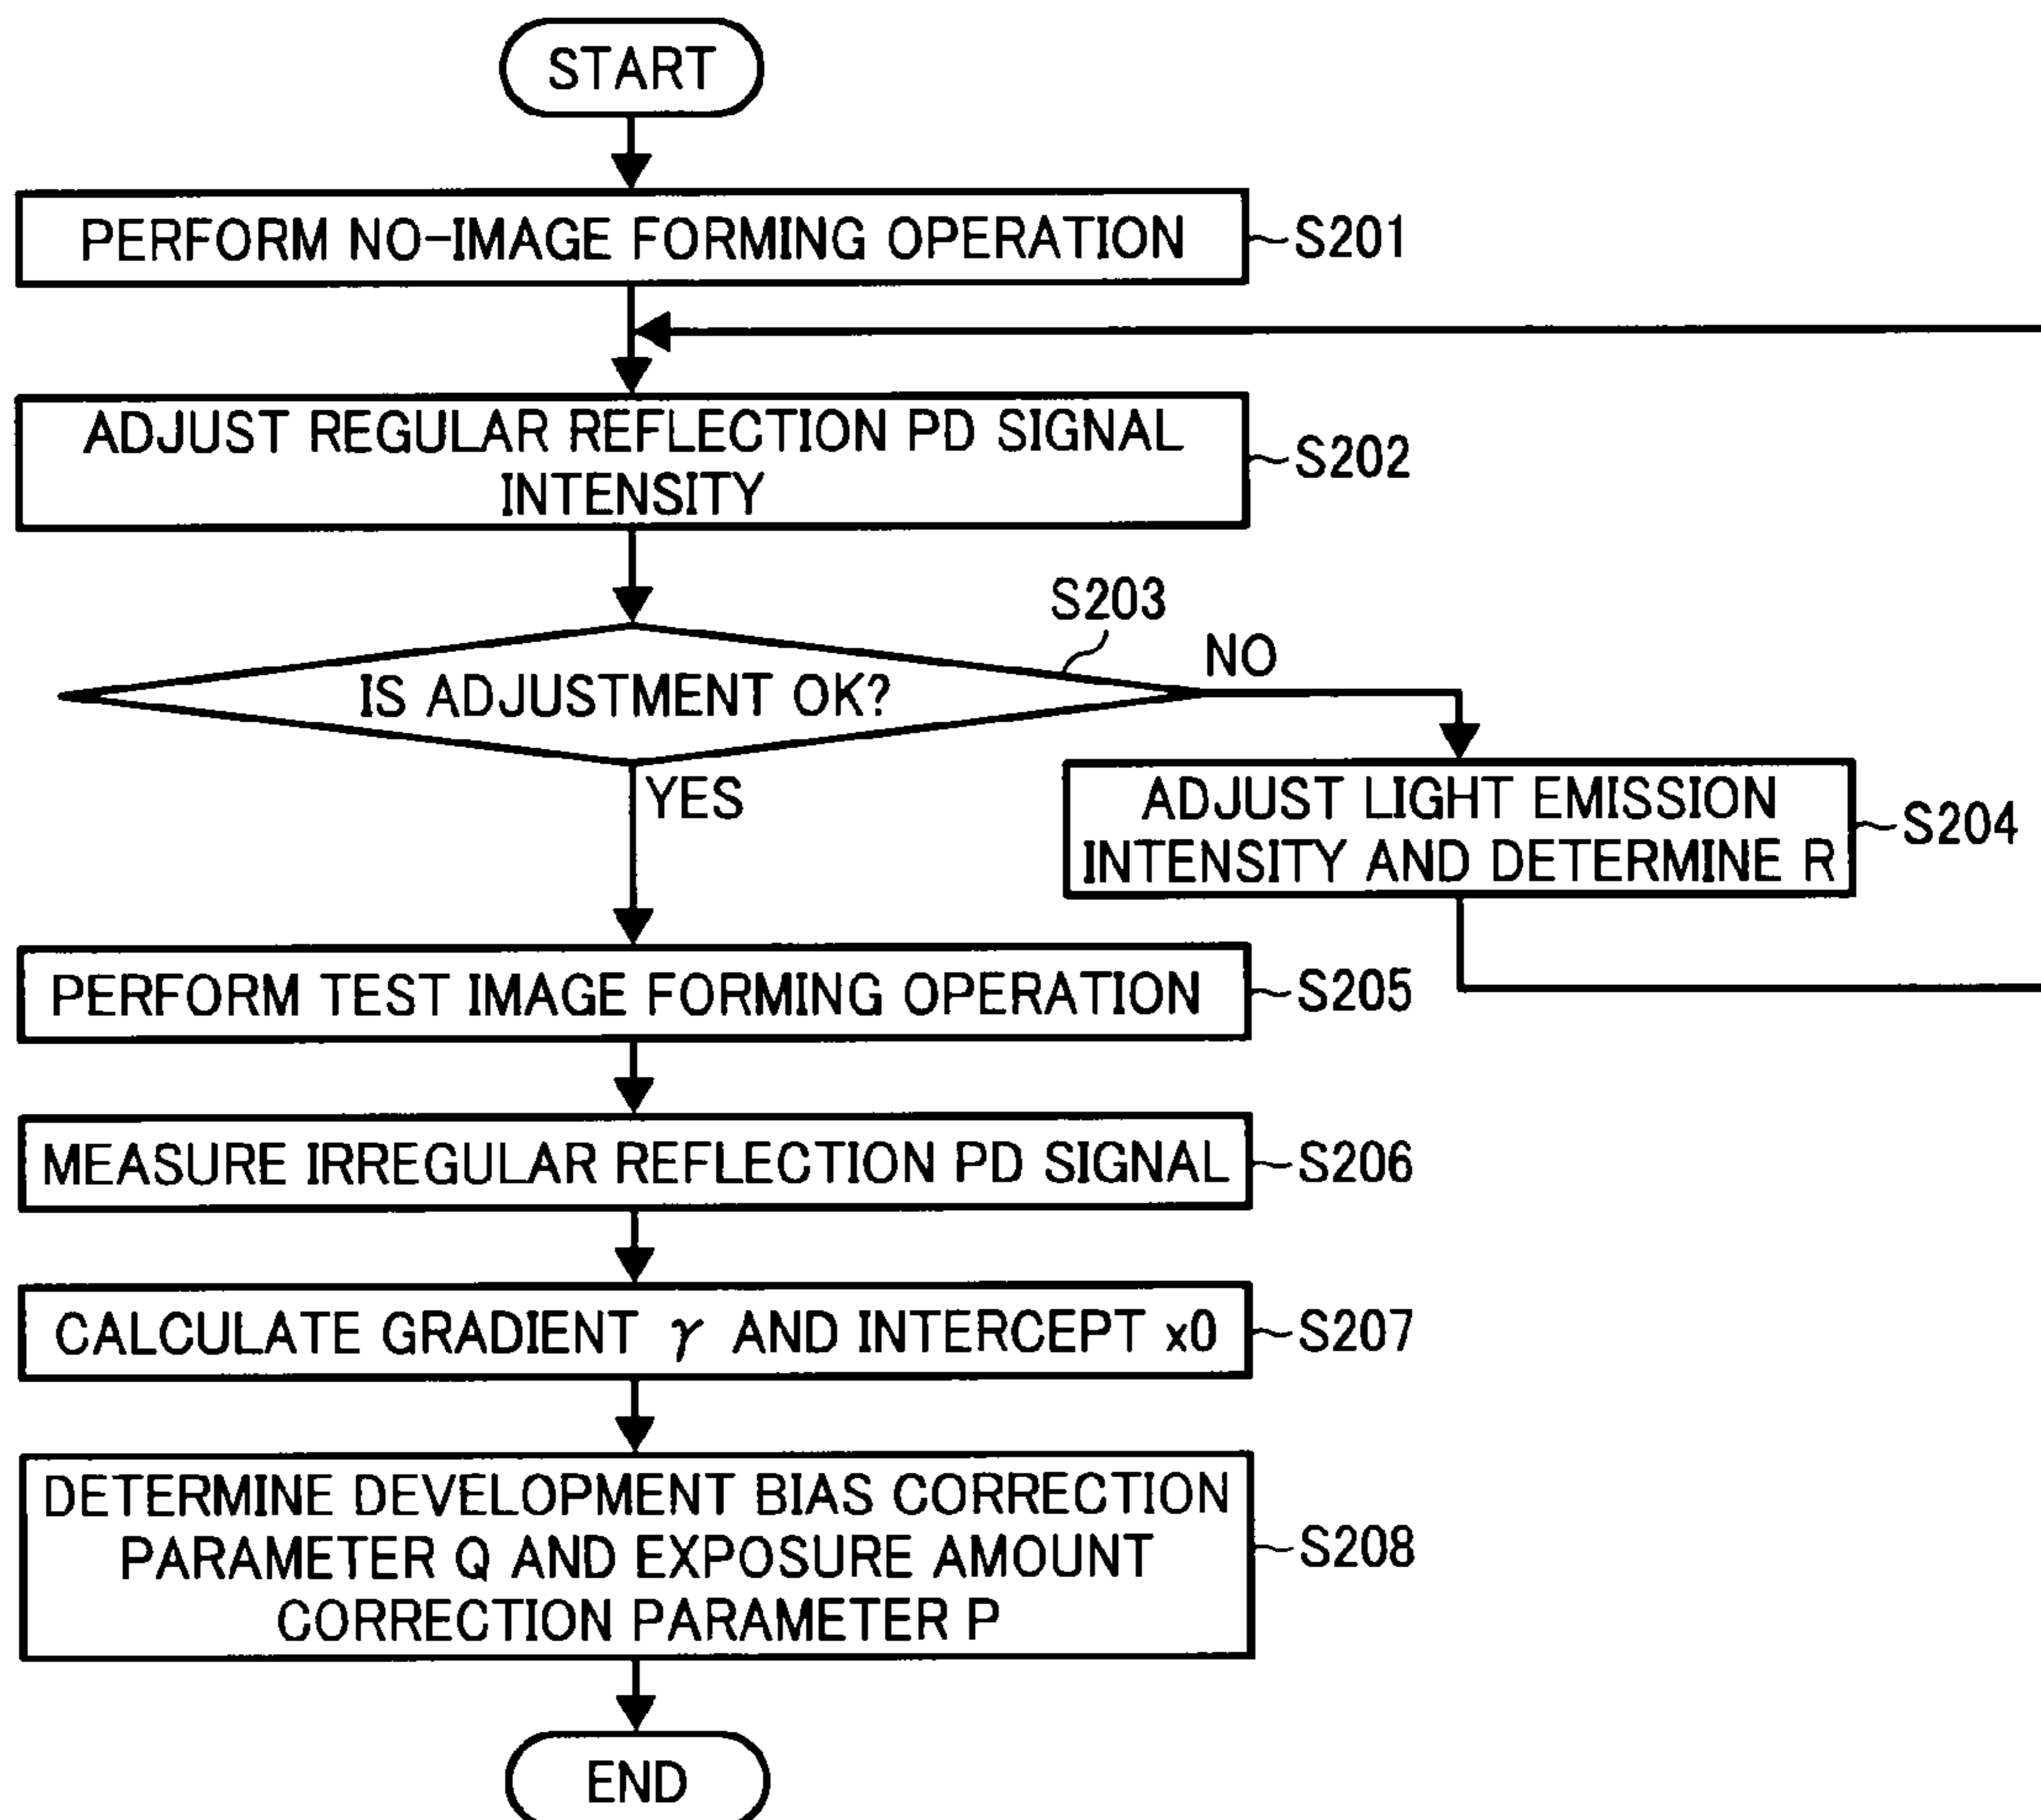 START
PERFORM NO-IMAGE FORMING OPERATION
S201
ADJUST REGULAR REFLECTION PD SIGNAL
INTENSITY
S202
S203
IS ADJUSTMENT OK?
NO
YES
ADJUST LIGHT EMISSION
INTENSITY AND DETERMINE R
S204
PERFORM TEST IMAGE FORMING OPERATION
S205
MEASURE IRREGULAR REFLECTION PD SIGNAL
S206
CALCULATE GRADIENT γ AND INTERCEPT x0
S207
DETERMINE DEVELOPMENT BIAS CORRECTION
PARAMETER Q AND EXPOSURE AMOUNT
CORRECTION PARAMETER P
S208
END